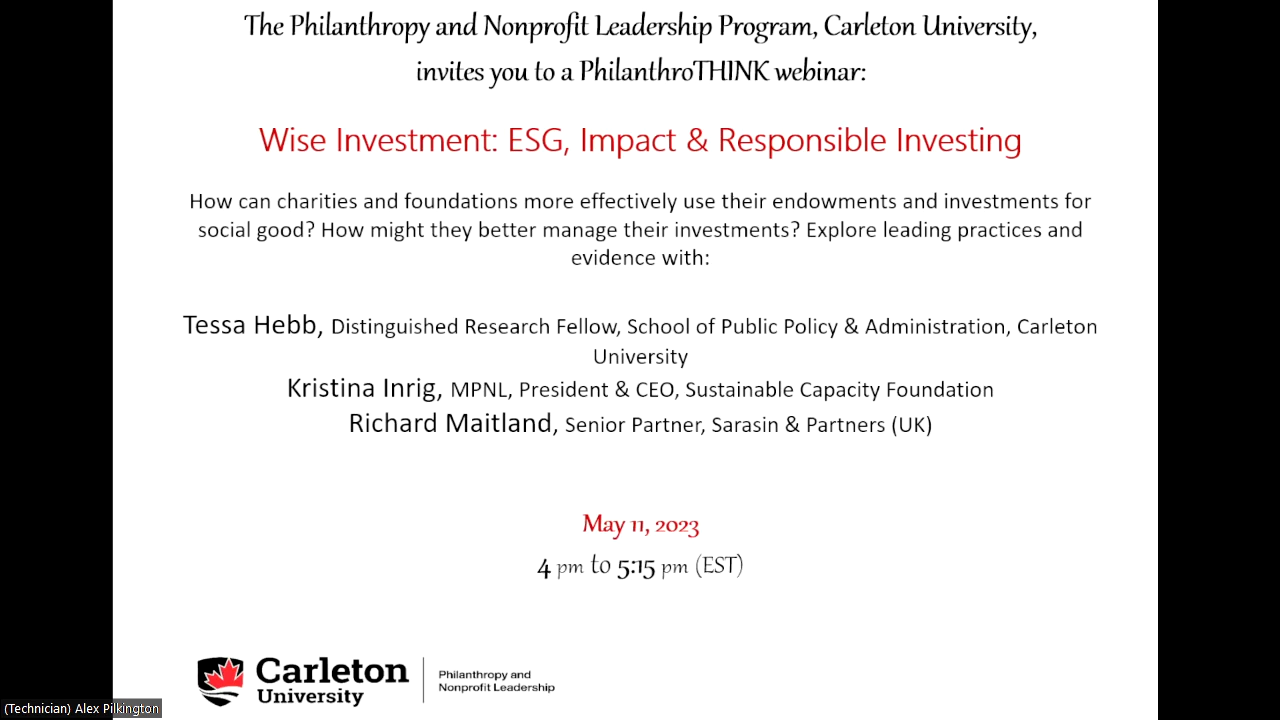 The Philanthropy and Nonprofit Leadership Program, Carleton University,
invites you to a PhilanthroTHINK webinar:
Wise Investment: ESG, Impact & Responsible Investing
How can charities and foundations more effectively use their endowments and investments for
social good? How might they better manage their investments? Explore leading practices and
evidence with:
Tessa Hebb, Distinguished Research Fellow, School of Public Policy & Administration, Carleton
University
Kristina Inrig, MPNL, President & CEO, Sustainable Capacity Foundation
Richard Maitland, Senior Partner, Sarasin & Partners (UK)
May 11, 2023
4 pm to 5:15 pm (EST)
Carleton
University
Philanthropy and
Nonprofit Leadership
(Technician) Alex Pilkington